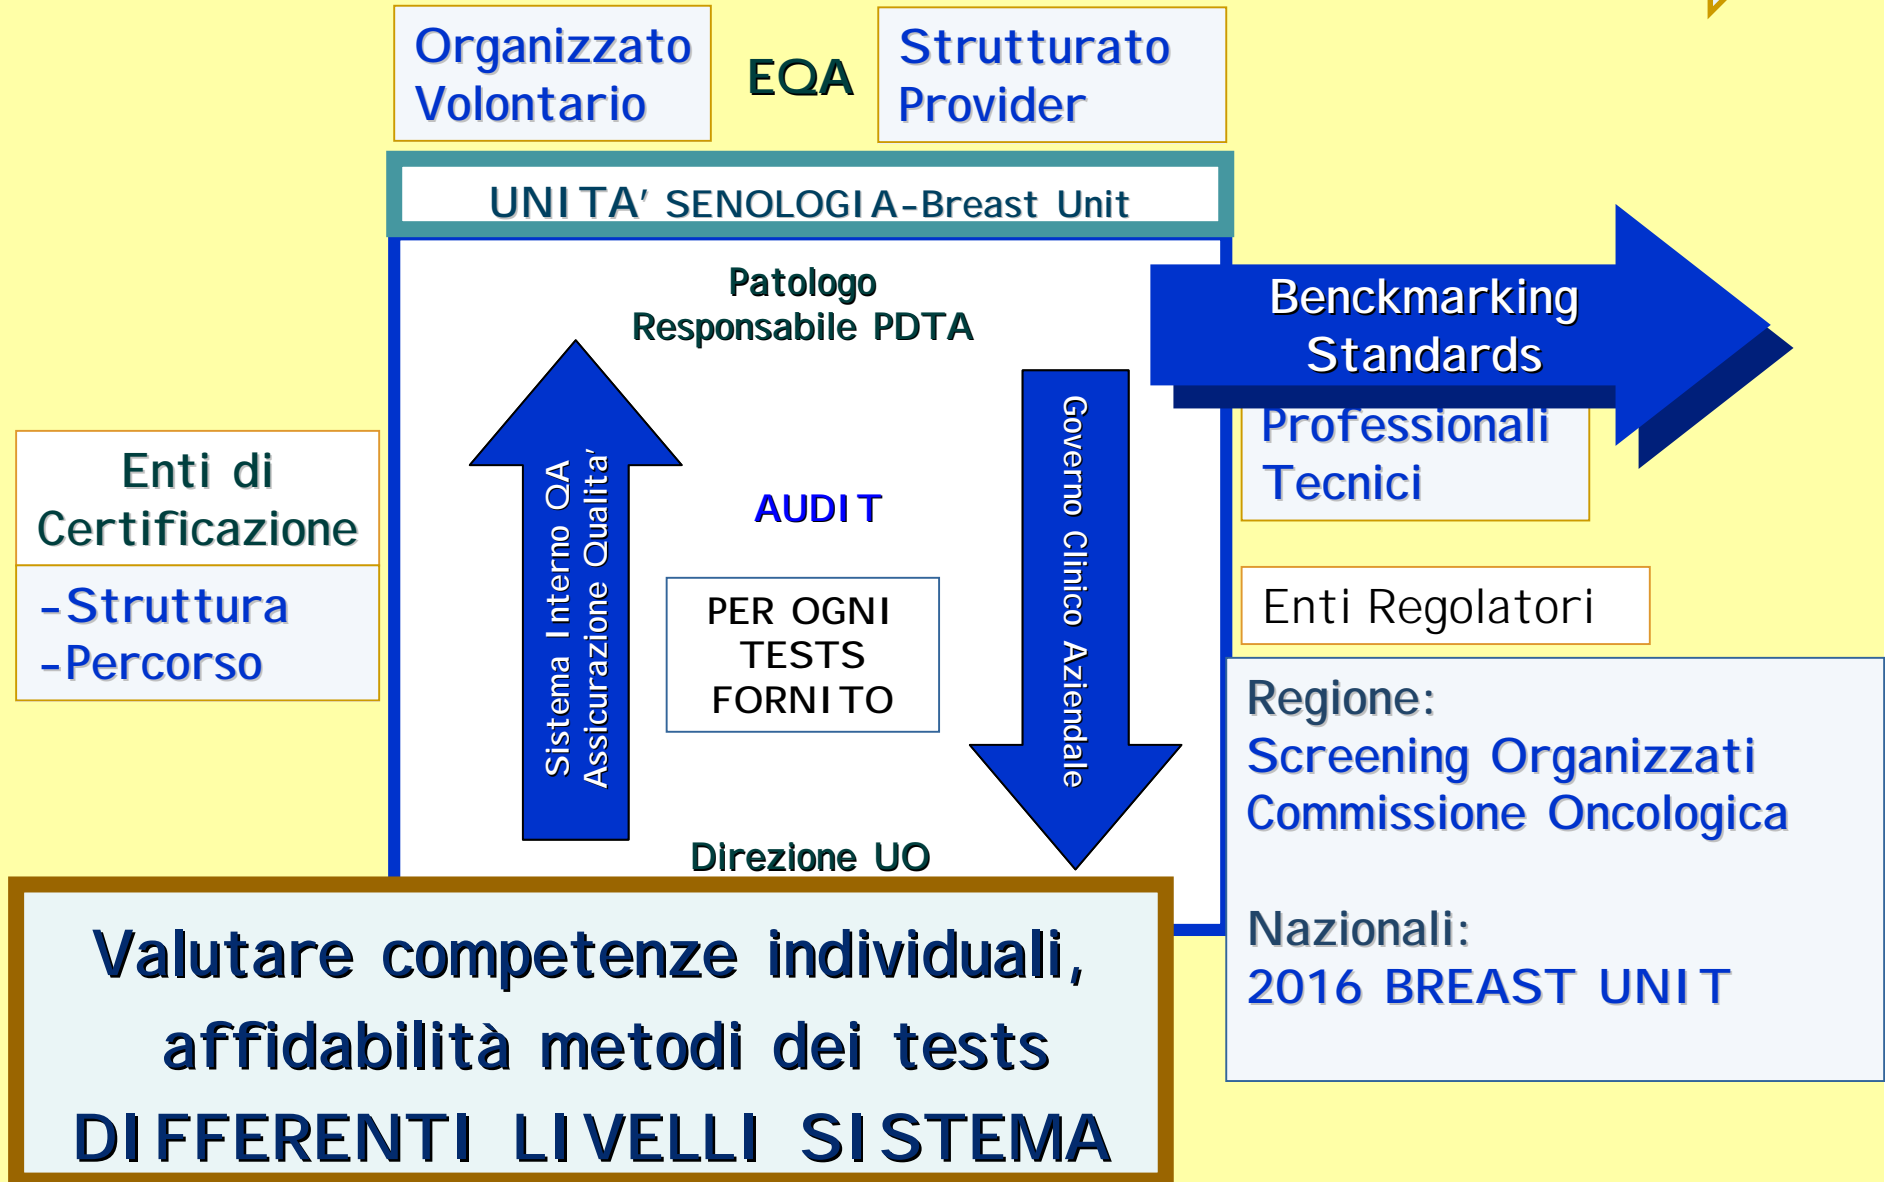 Organizzato
Volontario
EQA
Strutturato
Provider
UNITA’ SENOLOGIA-Breast Unit
Patologo
Responsabile PDTA
Benckmarking
Standards
Professionali
Tecnici
Enti di
Certificazione
-Struttura
-Percorso
Sistema Interno QA
Assicurazione Qualita’
AUDIT
PER OGNI
TESTS
FORNITO
Governo Clinico Aziendale
Enti Regolatori
Regione:
Screening Organizzati
Commissione Oncologica
Nazionali:
2016 BREAST UNIT
Direzione UO
Valutare competenze individuali,
affidabilità metodi dei tests
DIFFERENTI LIVELLI SISTEMA